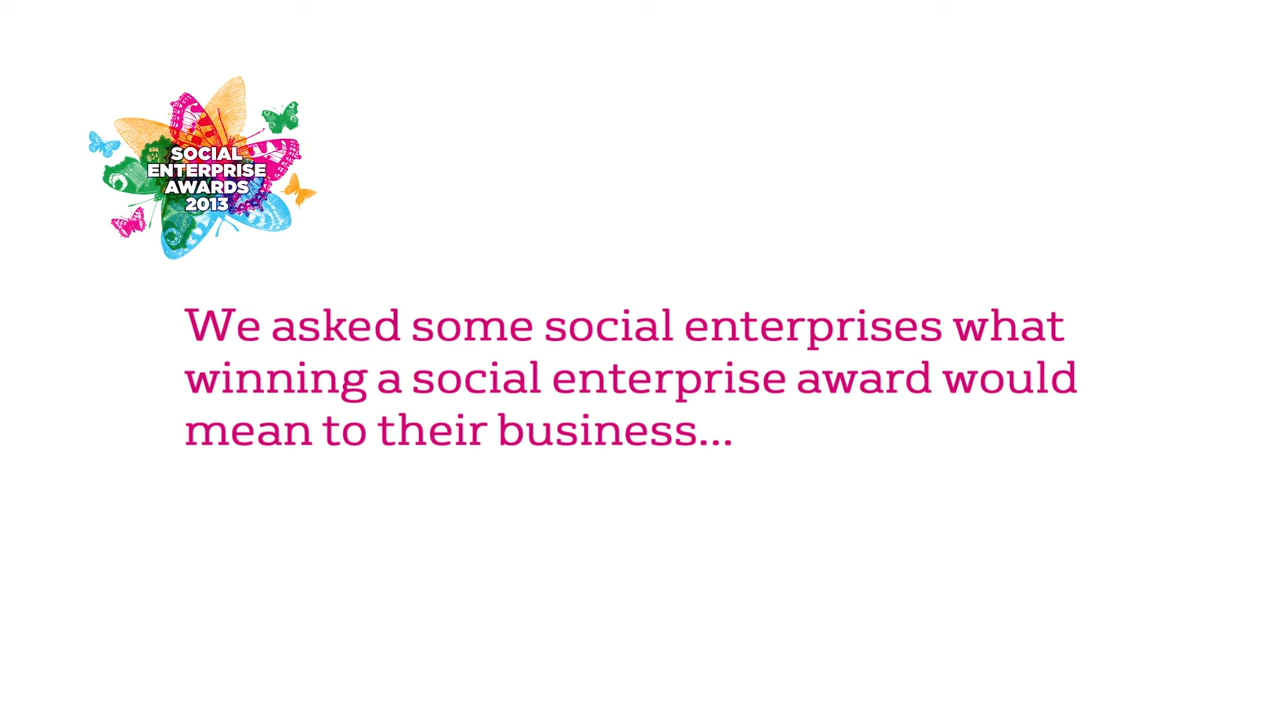 SOCIAL
ENTERPRISE
AWARDS
2013
We asked some social enterprises what
winning a social enterprise award would
mean to their business...